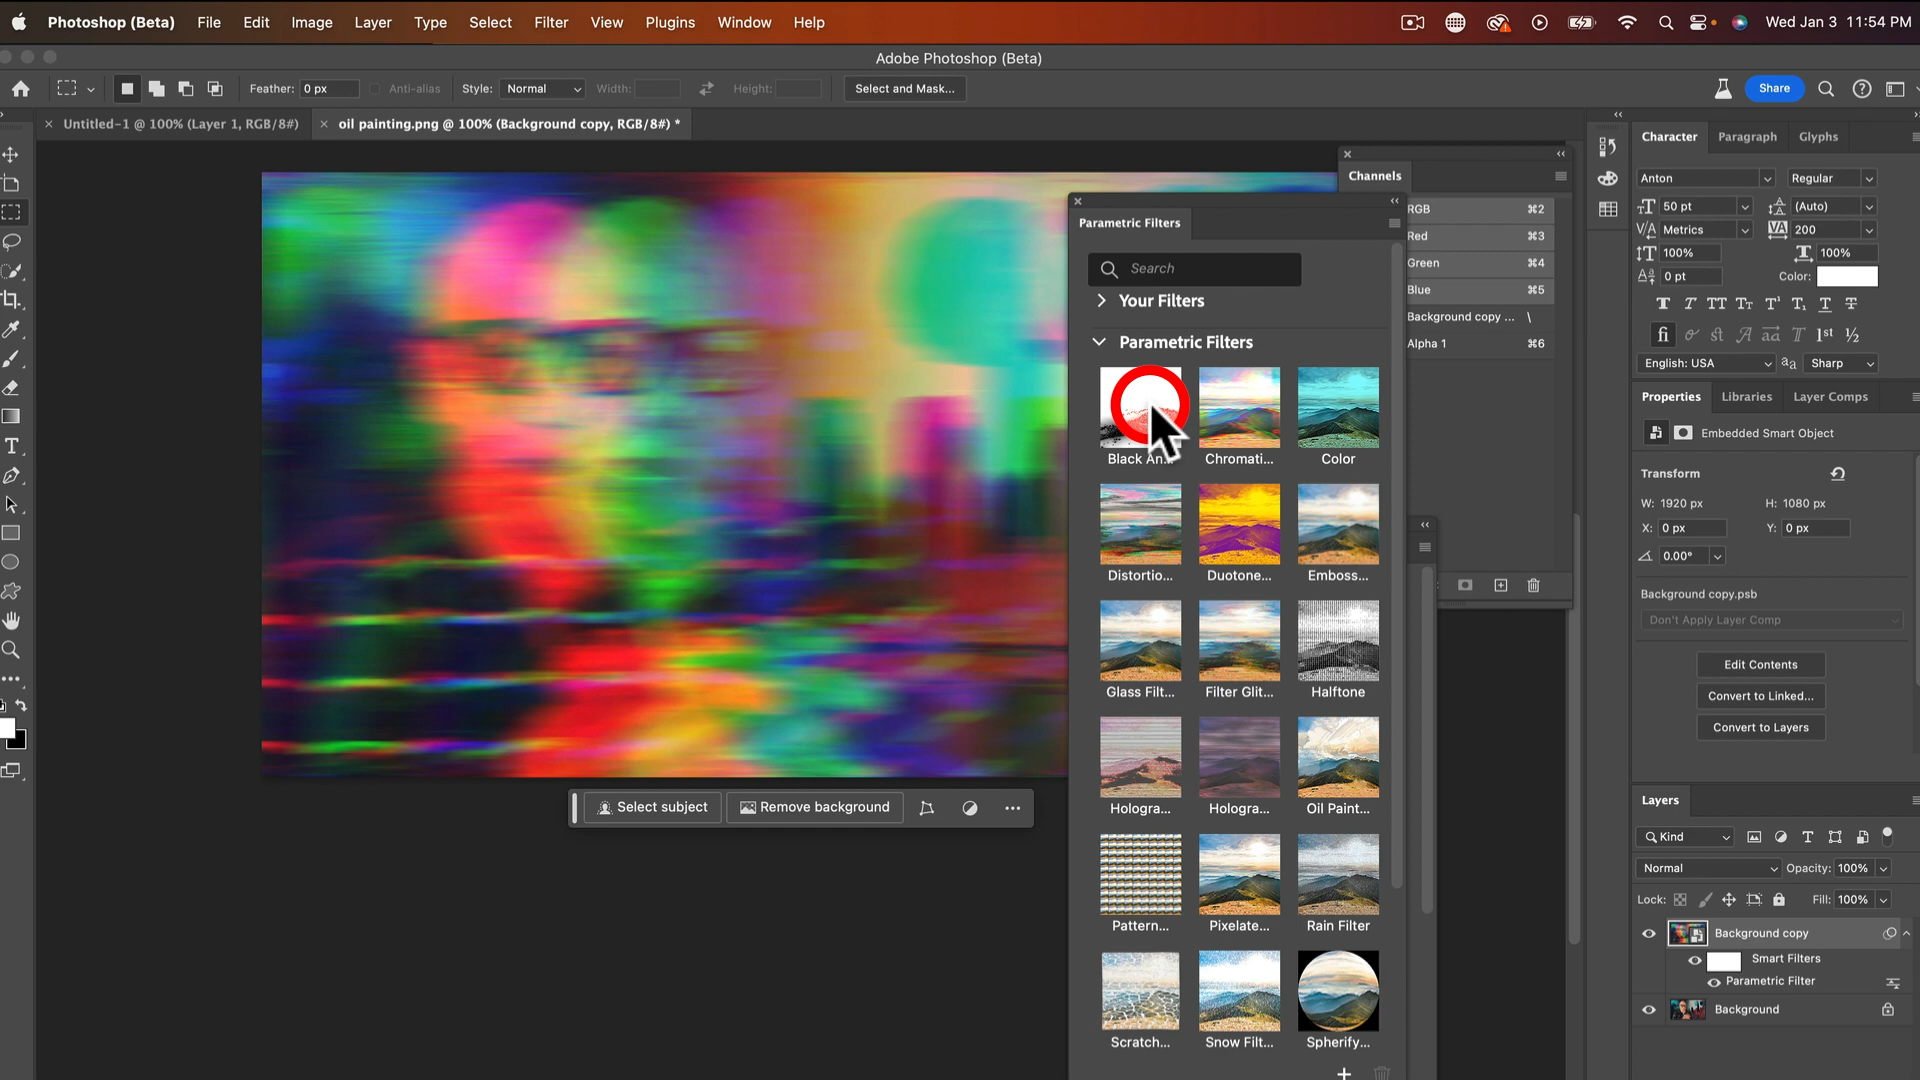 Photoshop (Beta) File Edit Image Layer Type Select Filter View Plugins Window Help Wed Jan 3 11:54 PM
Adobe Photoshop (Beta)
Feather: 0 px Anti-alias Style: Normal Width: Height: Select and Mask... Share
Untitled-1 @ 100% (Layer 1, RGB/8#) oil painting.png @ 100% (Background copy, RGB/8#) *
Channels
RGB ⌘2
Red ⌘3
Green ⌘4
Blue ⌘5
Background copy ... \
Alpha 1 ⌘6
Parametric Filters
Search
Your Filters
Parametric Filters
Black An... Chromati... Color
Distortio... Duotone... Emboss...
Glass Filt... Filter Glit... Halftone
Hologra... Hologra... Oil Paint...
Pattern... Pixelate... Rain Filter
Scratch... Snow Filt... Spherify...
Select subject Remove background
Character Paragraph Glyphs
Anton Regular
50 pt (Auto)
Metrics 200
100% 100%
0 pt Color:
English: USA Sharp
Properties Libraries Layer Comps
Embedded Smart Object
Transform
W: 1920 px H: 1080 px
X: 0 px Y: 0 px
0.00°
Background copy.psb
Don't Apply Layer Comp
Edit Contents
Convert to Linked...
Convert to Layers
Layers
Kind
Normal Opacity: 100%
Lock: Fill: 100%
Background copy
Smart Filters
Parametric Filter
Background